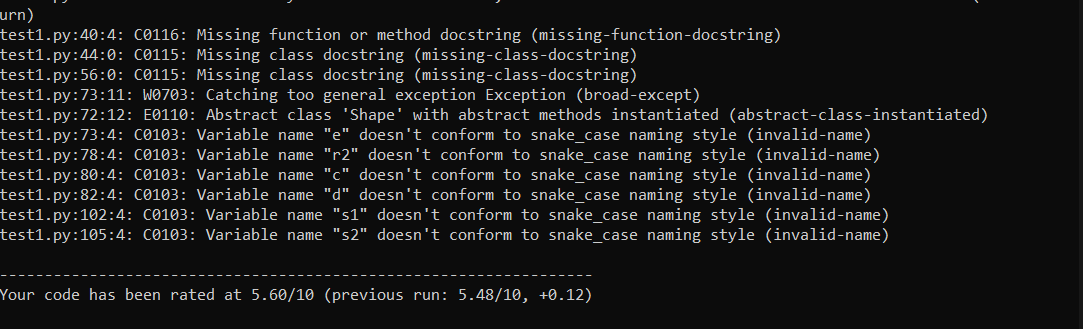 urn)
test1.py:40:4: C0116: Missing function or method docstring (missing-function-docstring)
test1.py:44:0: C0115: Missing class docstring (missing-class-docstring)
test1.py:56:0: C0115: Missing class docstring (missing-class-docstring)
test1.py:73:11: W0703: Catching too general exception Exception (broad-except)
test1.py:72:12: E0110: Abstract class 'Shape' with abstract methods instantiated (abstract-class-instantiated)
test1.py:73:4: C0103: Variable name "e" doesn't conform to snake_case naming style (invalid-name)
test1.py:78:4: C0103: Variable name "r2" doesn't conform to snake_case naming style (invalid-name)
test1.py:80:4: C0103: Variable name "c" doesn't conform to snake_case naming style (invalid-name)
test1.py:82:4: C0103: Variable name "d" doesn't conform to snake_case naming style (invalid-name)
test1.py:102:4: C0103: Variable name "s1" doesn't conform to snake_case naming style (invalid-name)
test1.py:105:4: C0103: Variable name "s2" doesn't conform to snake_case naming style (invalid-name)
------------------------------------------------------------------
Your code has been rated at 5.60/10 (previous run: 5.48/10, +0.12)